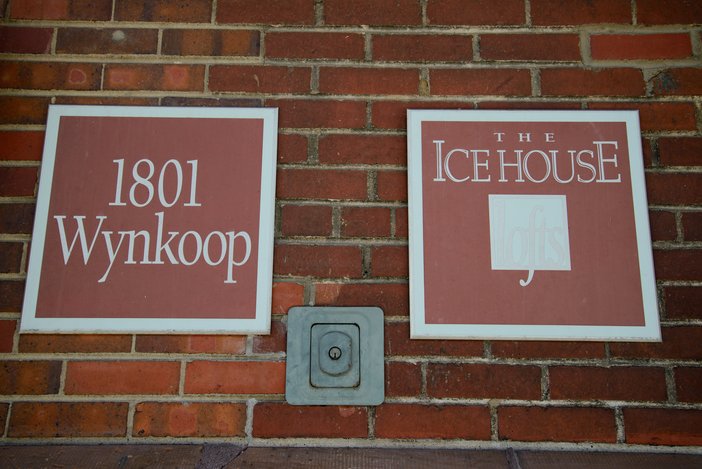 1801
Wynkoop
THE
ICE HOUSE
lofts